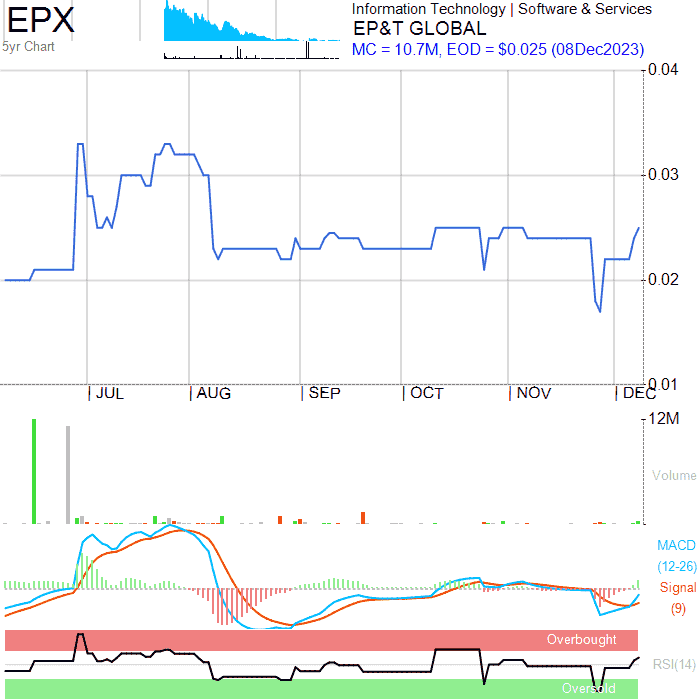 EPX
5yr Chart
Information Technology | Software & Services
EP&T GLOBAL
MC = 10.7M, EOD = $0.025 (08Dec2023)
0.04
0.03
0.02
0.01
JUL
AUG
SEP
OCT
NOV
DEC
12M
Volume
MACD
(12-26)
Signal
(9)
Overbought
RSI(14)
Oversold